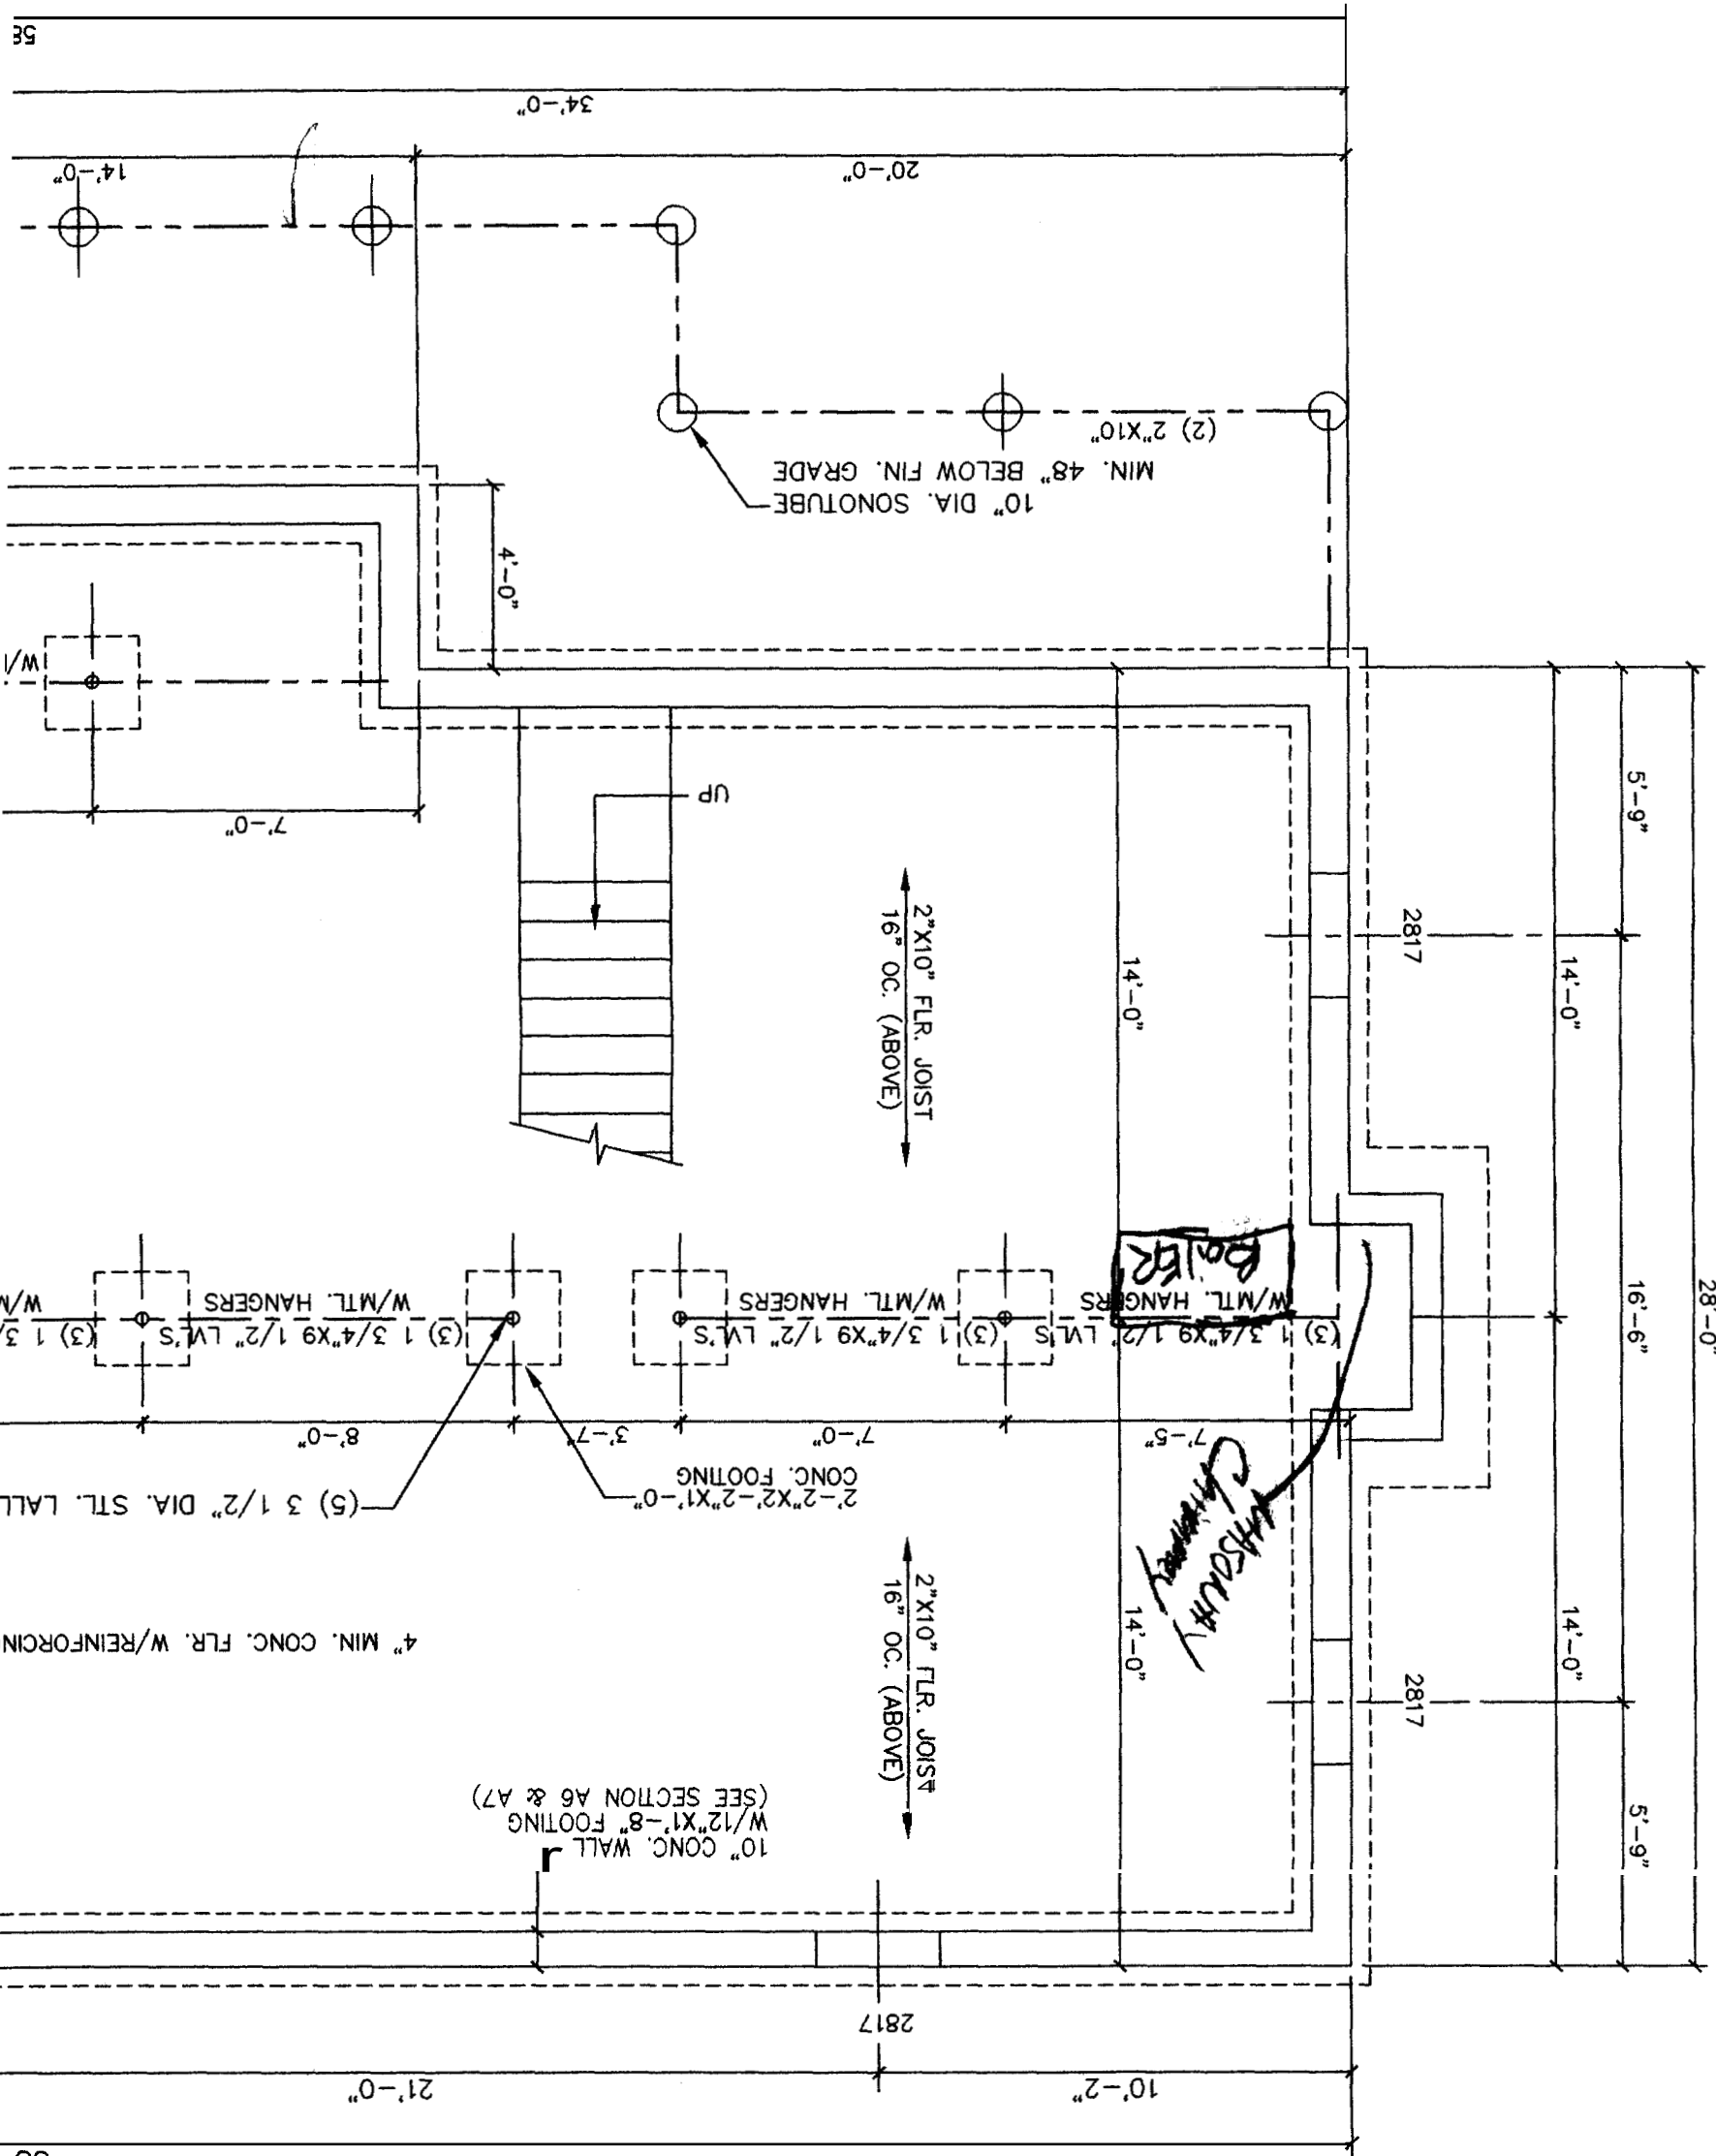 58
34'-0"
14'-0"
20'-0"
(2) 2"X10"
10" DIA. SONOTUBE
MIN. 48" BELOW FIN. GRADE
4'-0"
W/
7'-0"
UP
2"X10" FLR. JOIST
16" OC. (ABOVE)
14'-0"
5'-9"
2817
14'-0"
16'-6"
28'-0"
BOILER
(3) 1 3/4"X9 1/2" LVL'S
W/MTL. HANGERS
(3) 1 3/4"X9 1/2" LVL'S
W/MTL. HANGERS
(3) 1 3/4"X9 1/2" LVL'S
W/MTL. HANGERS
(3) 1 3/
W/M
7'-5"
7'-0"
3'-7"
8'-0"
2'-2"X2'-2"X1'-0"
CONC. FOOTING
(5) 3 1/2" DIA. STL. LALL
MASONRY
Chimney
4" MIN. CONC. FLR. W/REINFORCIN
2"X10" FLR. JOIST
16" OC. (ABOVE)
14'-0"
14'-0"
2817
5'-9"
10" CONC. WALL
W/12"X1'-8" FOOTING
(SEE SECTION A6 & A7)
r
2817
21'-0"
10'-2"